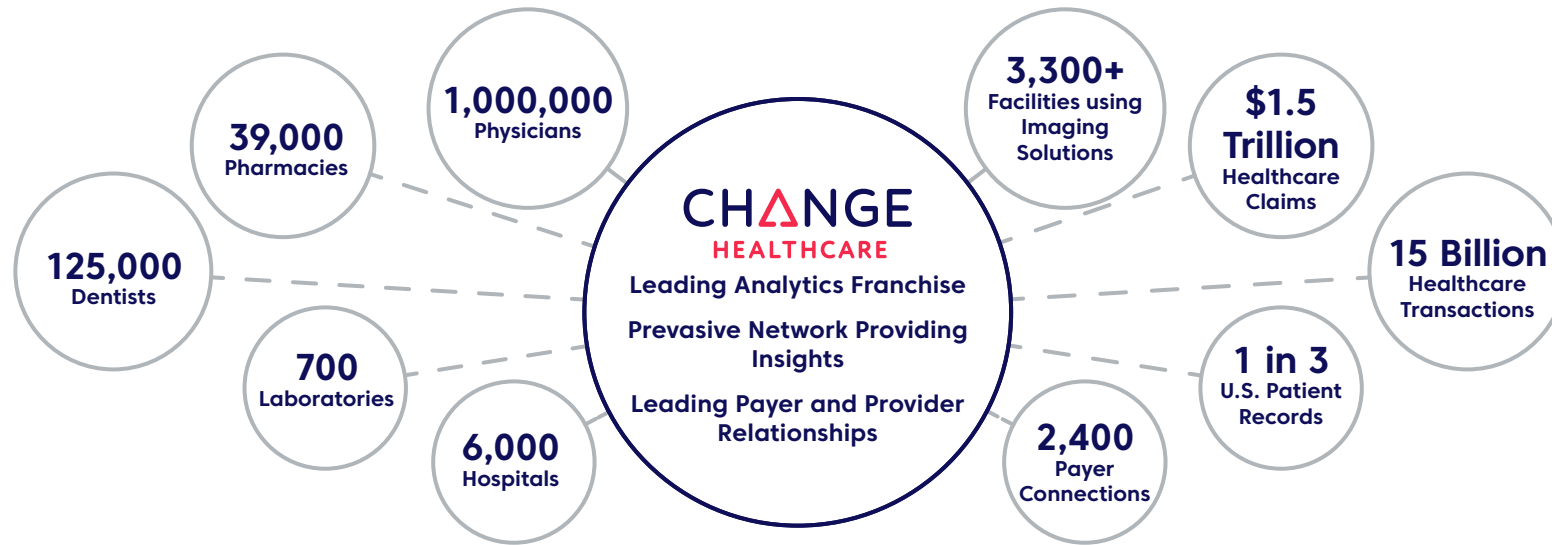 1,000,000
Physicians
39,000
Pharmacies
125,000
Dentists
700
Laboratories
6,000
Hospitals
CHANGE
HEALTHCARE
Leading Analytics Franchise
Prevasive Network Providing
Insights
Leading Payer and Provider
Relationships
3,300+
Facilities using
Imaging
Solutions
$1.5
Trillion
Healthcare
Claims
15 Billion
Healthcare
Transactions
1 in 3
U.S. Patient
Records
2,400
Payer
Connections